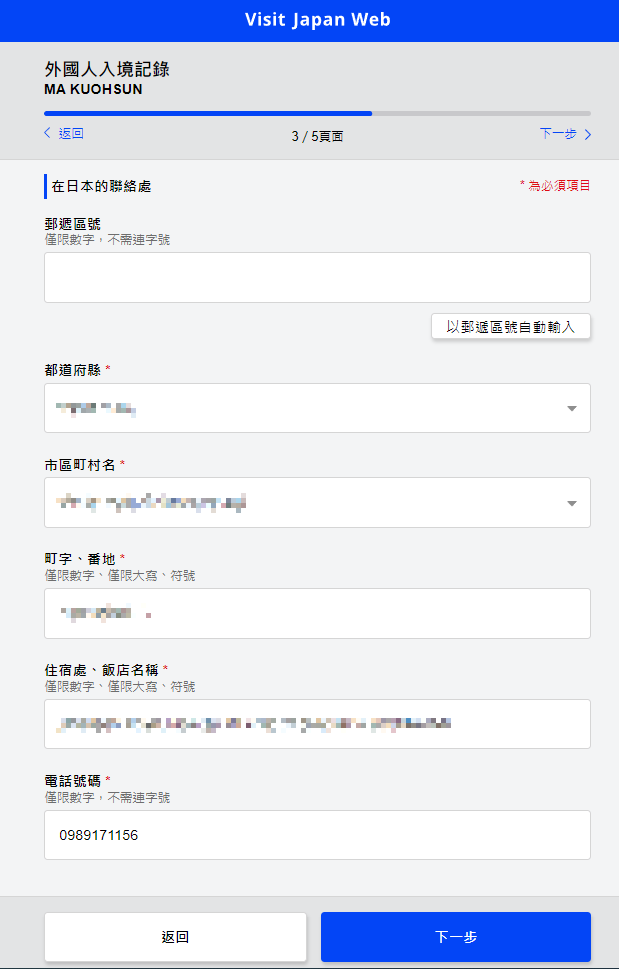 Visit Japan Web
外國人入境記錄
MA KUOHSUN
返回
3 / 5頁面
下一步
在日本的聯絡處
* 為必須項目
郵遞區號
僅限數字，不需連字號
以郵遞區號自動輸入
都道府縣 *
市區町村名 *
町字、番地 *
僅限數字、僅限大寫、符號
住宿處、飯店名稱 *
僅限數字、僅限大寫、符號
電話號碼 *
僅限數字，不需連字號
0989171156
返回
下一步